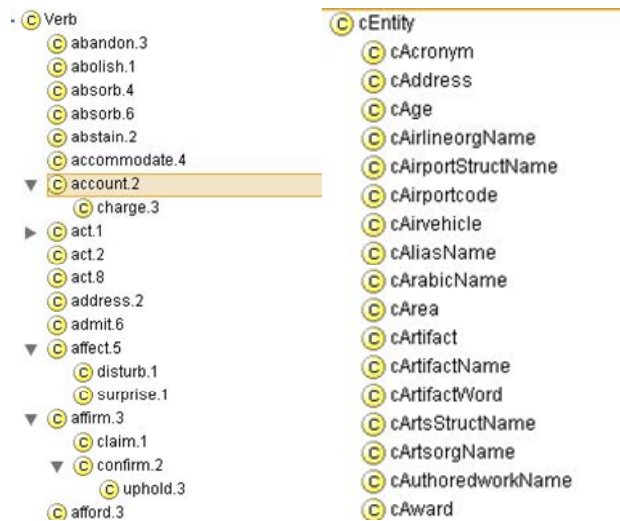 Verb
abandon.3
abolish.1
absorb.4
absorb.6
abstain.2
accommodate.4
account.2
charge.3
act.1
act.2
act.8
address.2
admit.6
affect.5
disturb.1
surprise.1
affirm.3
claim.1
confirm.2
uphold.3
afford.3
cEntity
cAcronym
cAddress
cAge
cAirlineorgName
cAirportStructName
cAirportcode
cAirvehicle
cAliasName
cArabicName
cArea
cArtifact
cArtifactName
cArtifactWord
cArtsStructName
cArtsorgName
cAuthoredworkName
cAward